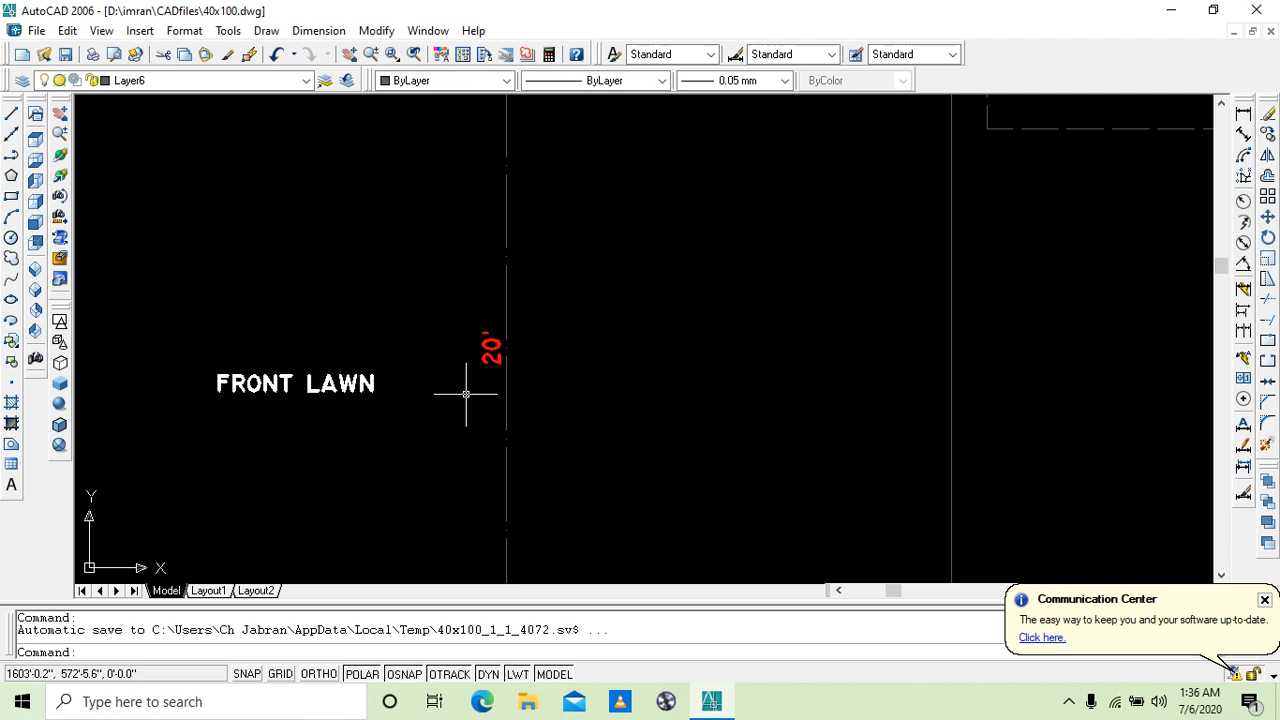 AutoCAD 2006 - [D:\imran\CADfiles\40x100.dwg]
File Edit View Insert Format Tools Draw Dimension Modify Window Help
Standard Standard Standard
Layer6 ByLayer ByLayer 0.05 mm ByColor
20'
FRONT LAWN
Y
X
Model Layout1 Layout2
Command:
Automatic save to C:\Users\Ch Jabran\AppData\Local\Temp\40x100_1_1_4072.sv$ ...
Command:
Communication Center
The easy way to keep you and your software up-to-date.
Click here.
1603'-0.2", 572'-5.6", 0'-0.0" SNAP GRID ORTHO POLAR OSNAP OTRACK DYN LWT MODEL
Type here to search
1:36 AM
7/6/2020